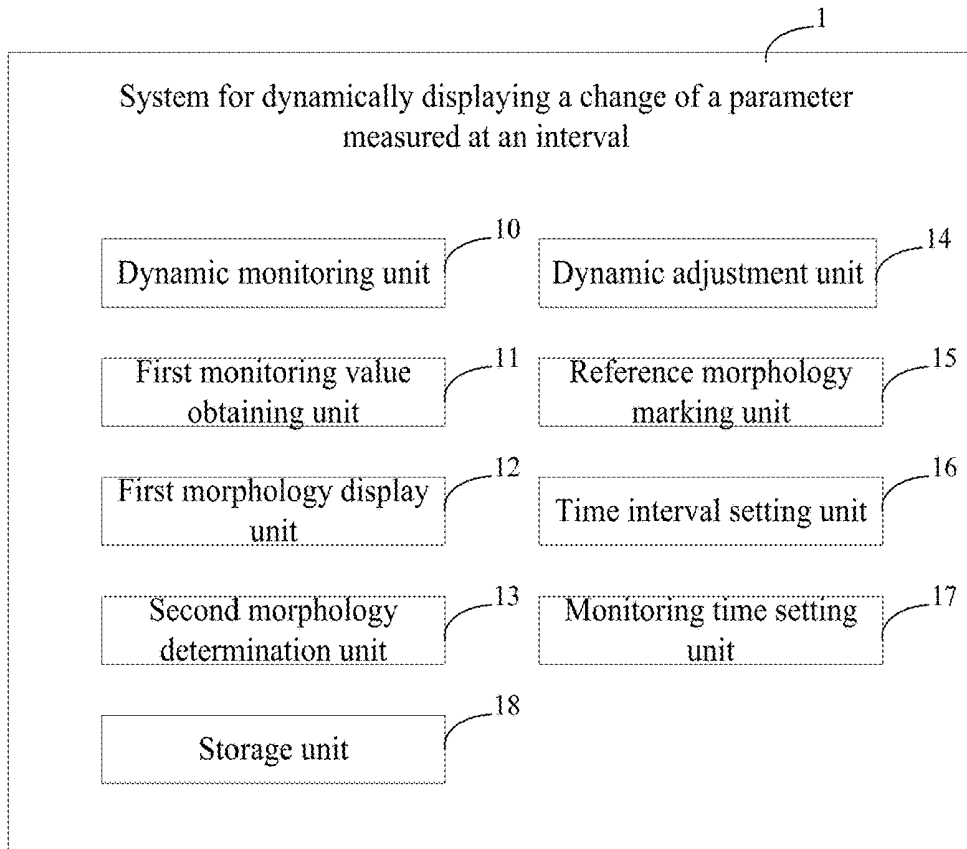 1
System for dynamically displaying a change of a parameter
measured at an interval
10
Dynamic monitoring unit
14
Dynamic adjustment unit
11
First monitoring value
obtaining unit
15
Reference morphology
marking unit
12
First morphology display
unit
16
Time interval setting unit
13
Second morphology
determination unit
17
Monitoring time setting
unit
18
Storage unit